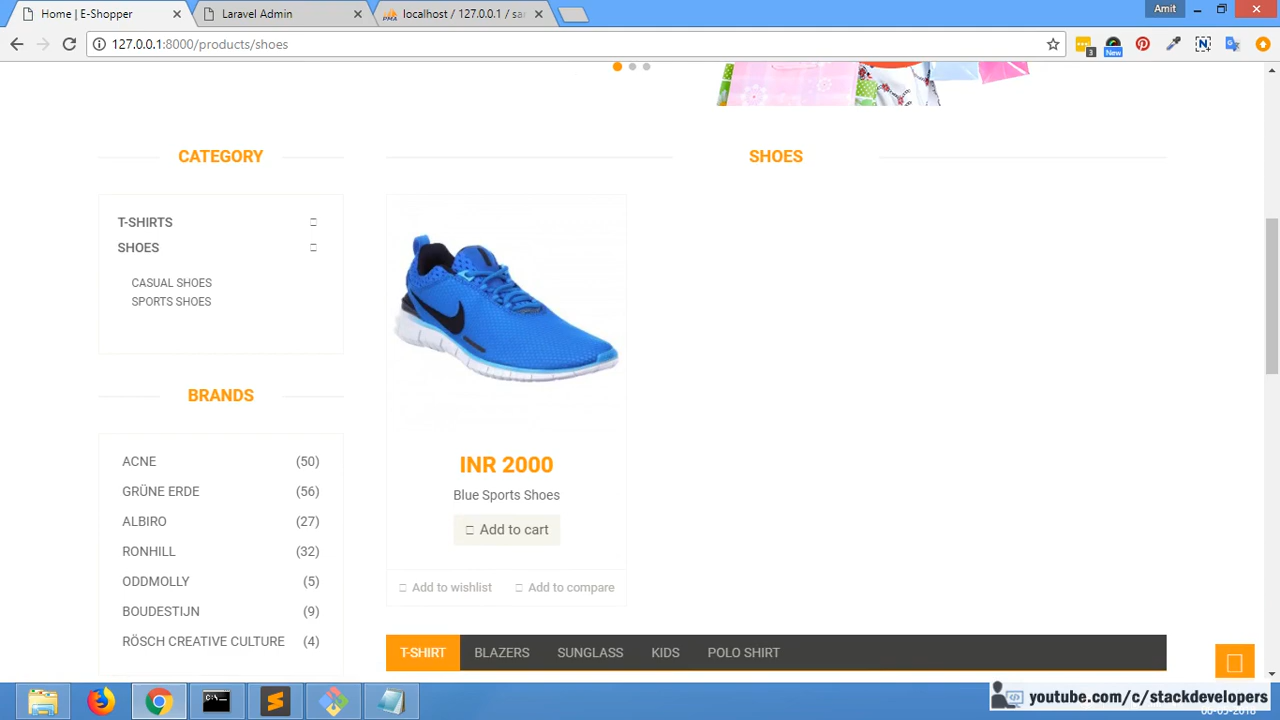 Home | E-Shopper
Laravel Admin
localhost / 127.0.0.1 / sa
Amit
127.0.0.1:8000/products/shoes
3
New
CATEGORY
SHOES
T-SHIRTS
SHOES
CASUAL SHOES
SPORTS SHOES
BRANDS
ACNE (50)
GRÜNE ERDE (56)
ALBIRO (27)
RONHILL (32)
ODDMOLLY (5)
BOUDESTIJN (9)
RÖSCH CREATIVE CULTURE (4)
INR 2000
Blue Sports Shoes
Add to cart
Add to wishlist
Add to compare
T-SHIRT BLAZERS SUNGLASS KIDS POLO SHIRT
youtube.com/c/stackdevelopers